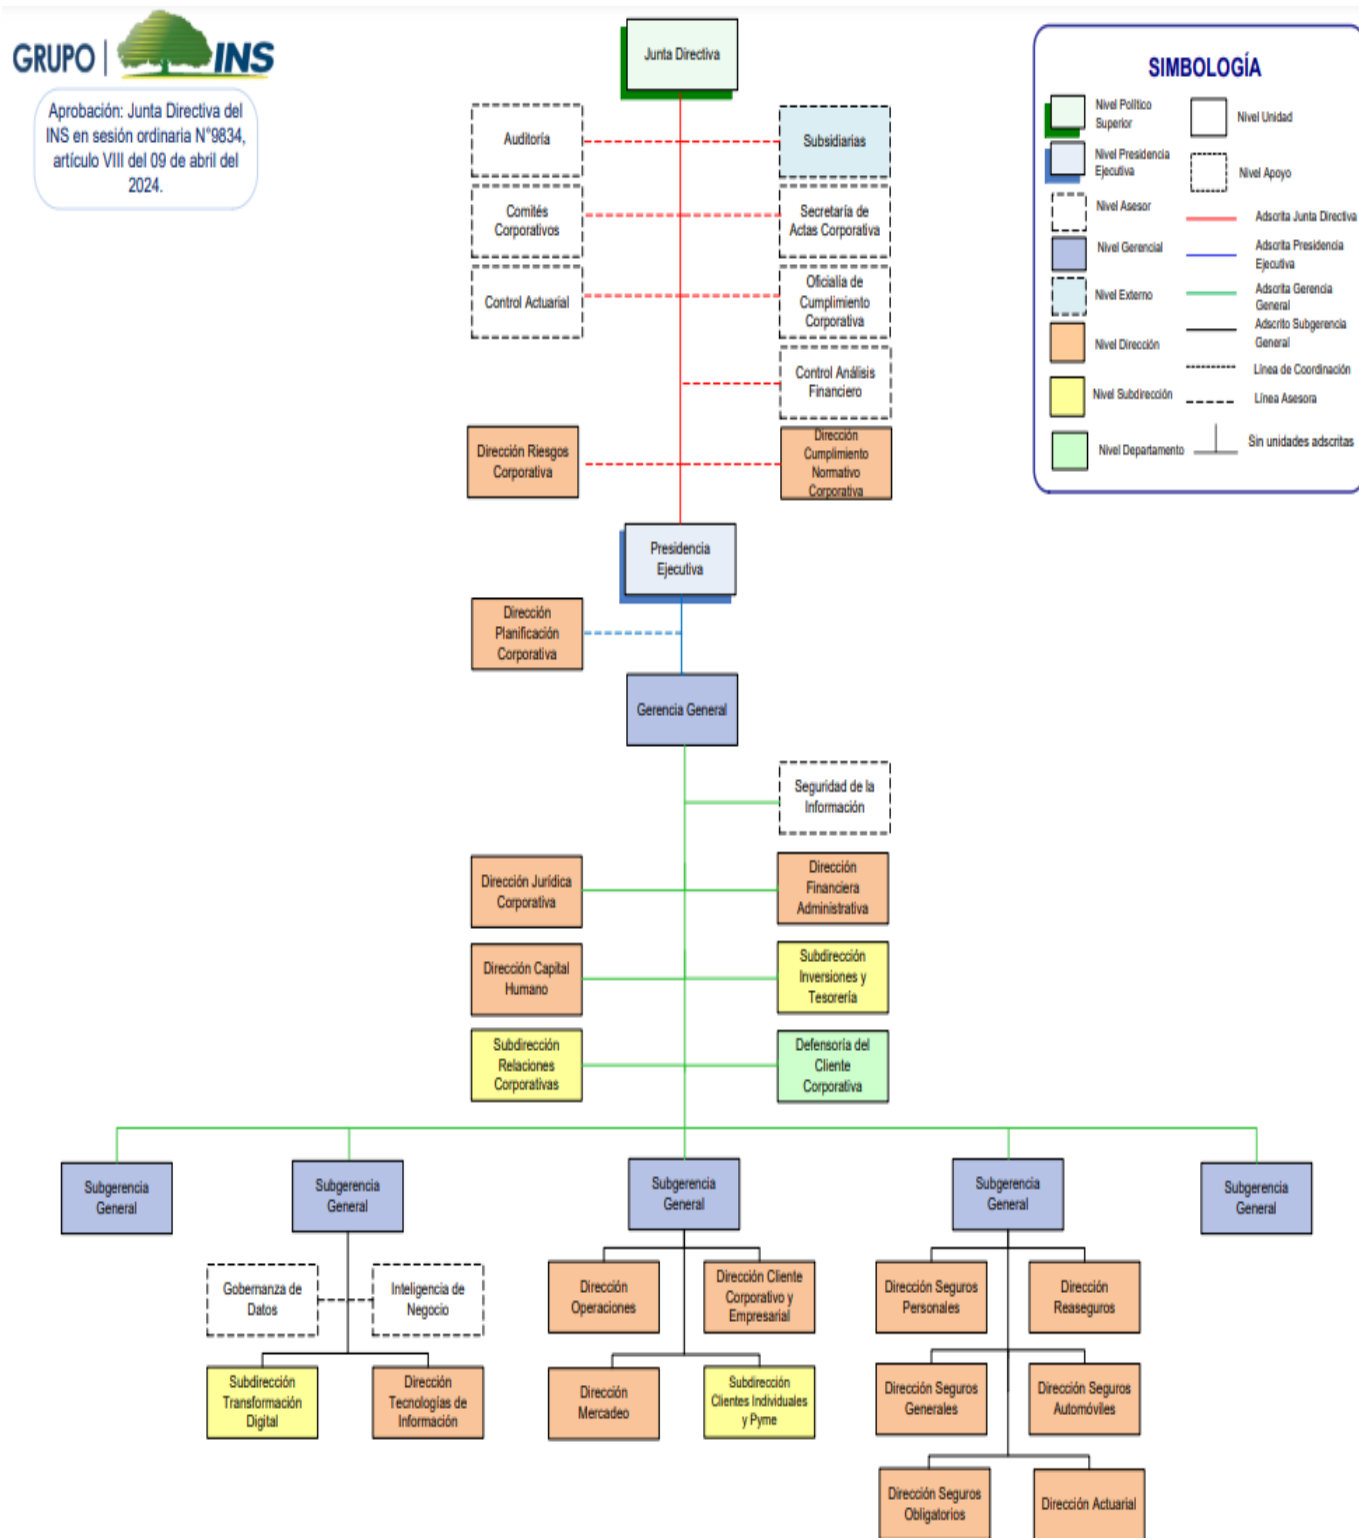 GRUPO | INS
Aprobación: Junta Directiva del
INS en sesión ordinaria N°9834,
artículo VIII del 09 de abril del
2024.
Junta Directiva
Auditoría
Subsidiarias
Comités
Corporativos
Secretaría de
Actas Corporativa
Control Actuarial
Oficialía de
Cumplimiento
Corporativa
Control Análisis
Financiero
Dirección Riesgos
Corporativa
Dirección
Cumplimiento
Normativo
Corporativa
Presidencia
Ejecutiva
Dirección
Planificación
Corporativa
Gerencia General
Seguridad de la
Información
Dirección Jurídica
Corporativa
Dirección
Financiera
Administrativa
Dirección Capital
Humano
Subdirección
Inversiones y
Tesorería
Subdirección
Relaciones
Corporativas
Defensoría del
Cliente
Corporativa
Subgerencia
General
Subgerencia
General
Subgerencia
General
Subgerencia
General
Subgerencia
General
Gobernanza de
Datos
Inteligencia de
Negocio
Subdirección
Transformación
Digital
Dirección
Tecnologías de
Información
Dirección
Operaciones
Dirección Cliente
Corporativo y
Empresarial
Dirección
Mercadeo
Subdirección
Clientes Individuales
y Pyme
Dirección Seguros
Personales
Dirección
Reaseguros
Dirección Seguros
Generales
Dirección Seguros
Automóviles
Dirección Seguros
Obligatorios
Dirección Actuarial
SIMBOLOGÍA
Nivel Político
Superior
Nivel Presidencia
Ejecutiva
Nivel Asesor
Nivel Gerencial
Nivel Externo
Nivel Dirección
Nivel Subdirección
Nivel Departamento
Nivel Unidad
Nivel Apoyo
Adscrita Junta Directiva
Adscrita Presidencia
Ejecutiva
Adscrita Gerencia
General
Adscrito Subgerencia
General
Línea de Coordinación
Línea Asesora
Sin unidades adscritas